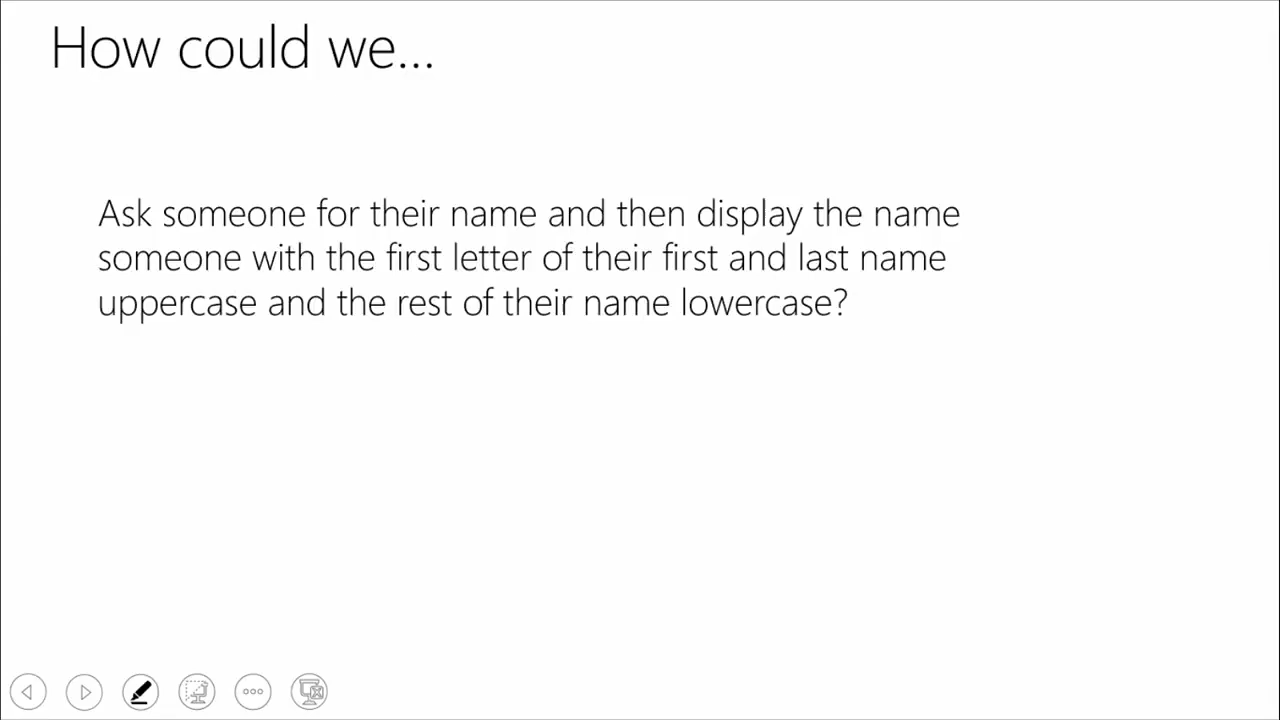 How could we...
Ask someone for their name and then display the name
someone with the first letter of their first and last name
uppercase and the rest of their name lowercase?